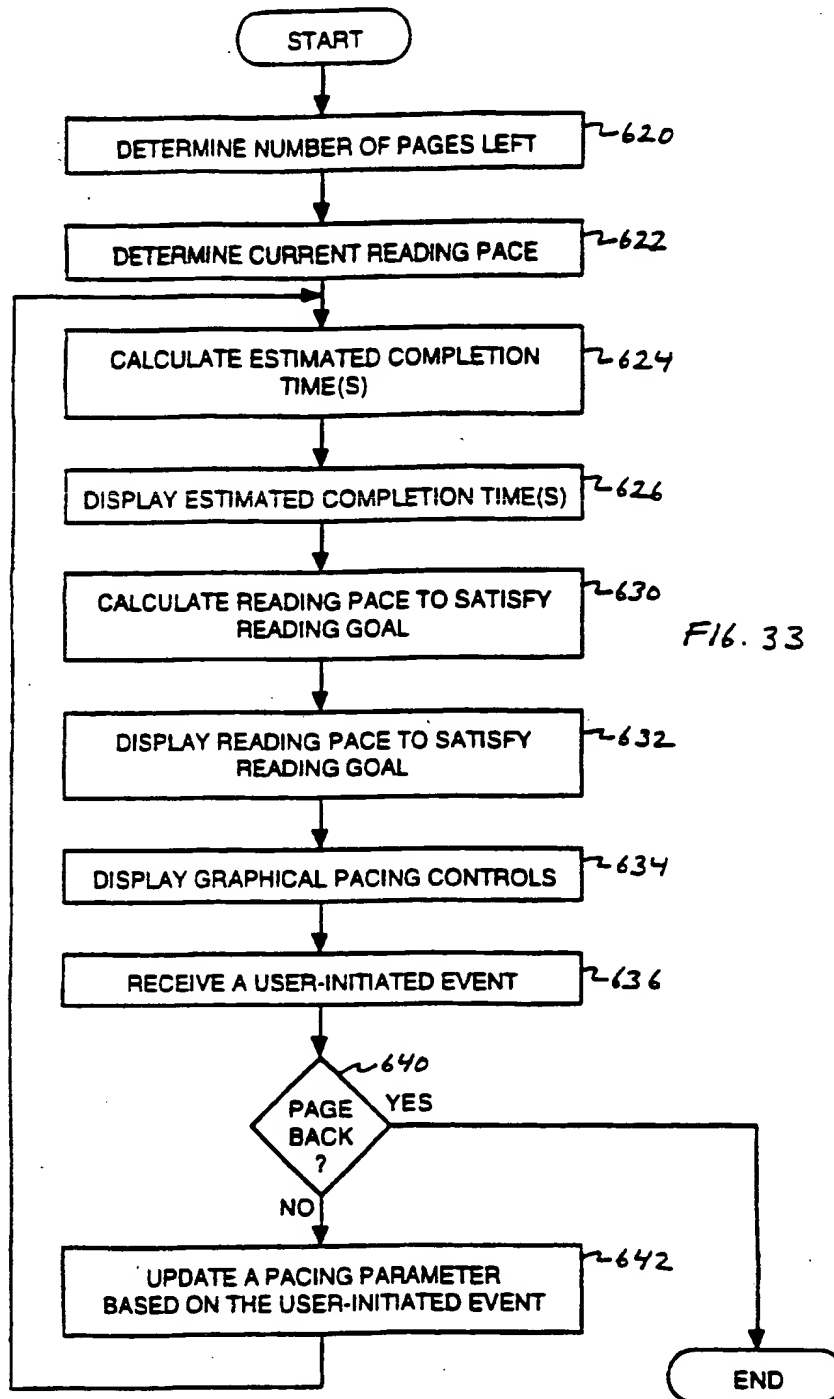 START
DETERMINE NUMBER OF PAGES LEFT
620
DETERMINE CURRENT READING PACE
622
CALCULATE ESTIMATED COMPLETION
TIME(S)
624
DISPLAY ESTIMATED COMPLETION TIME(S)
626
CALCULATE READING PACE TO SATISFY
READING GOAL
630
FIG. 33
DISPLAY READING PACE TO SATISFY
READING GOAL
632
DISPLAY GRAPHICAL PACING CONTROLS
634
RECEIVE A USER-INITIATED EVENT
636
640
PAGE
BACK
?
YES
NO
UPDATE A PACING PARAMETER
BASED ON THE USER-INITIATED EVENT
642
END